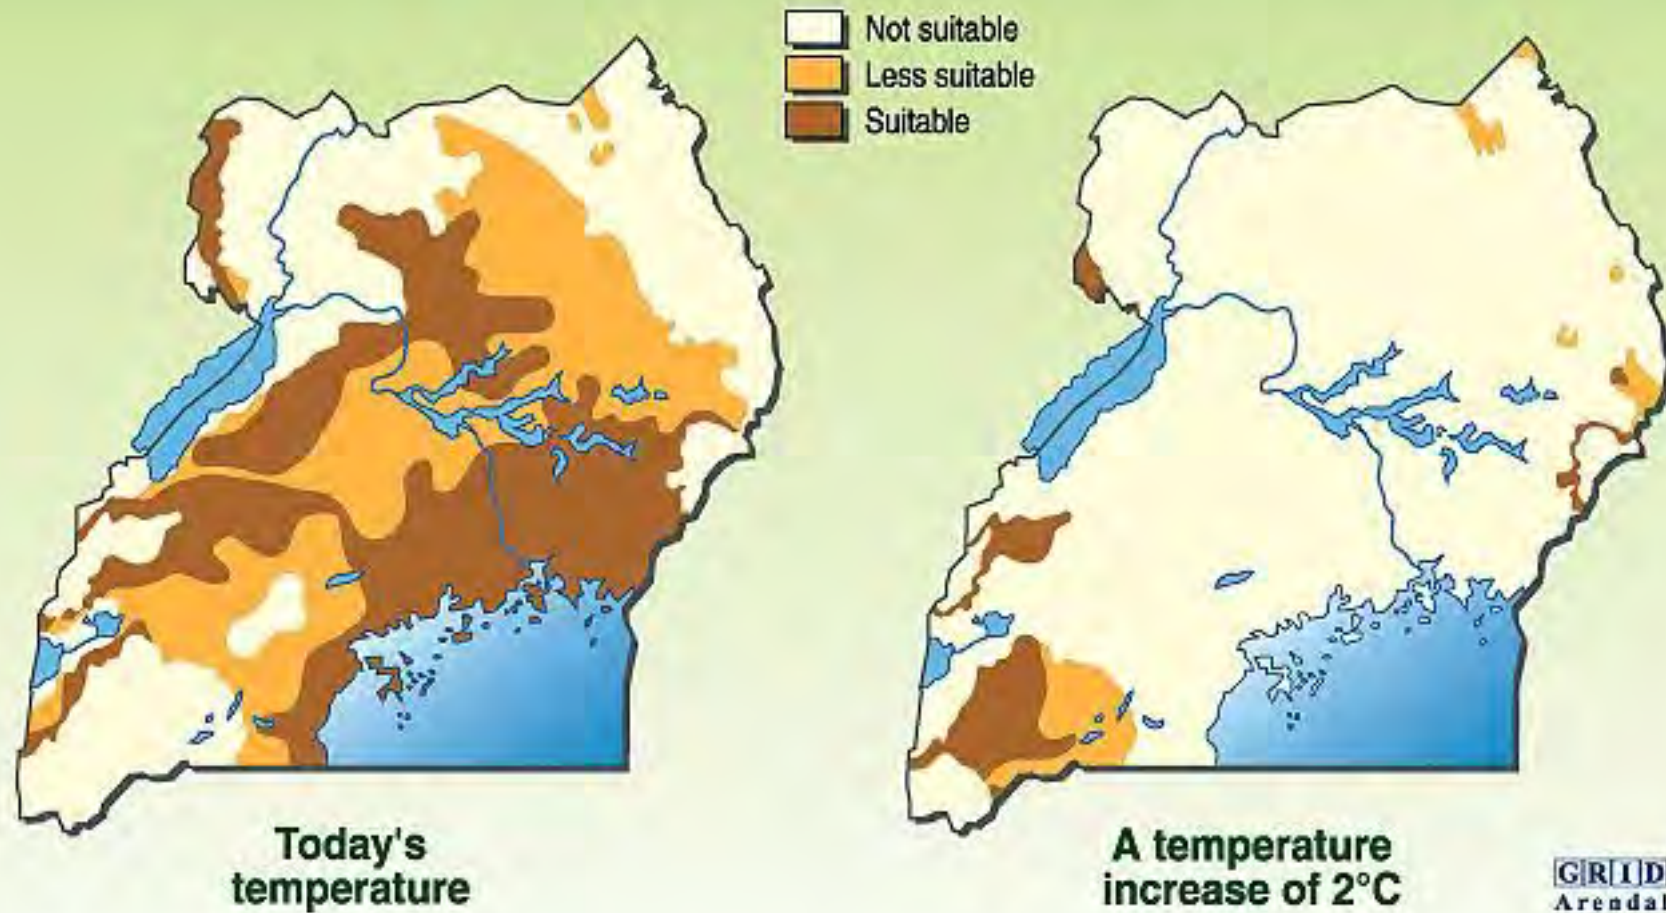 Not suitable
Less suitable
Suitable
Today's
temperature
A temperature
increase of 2°C
GRID
Arendal